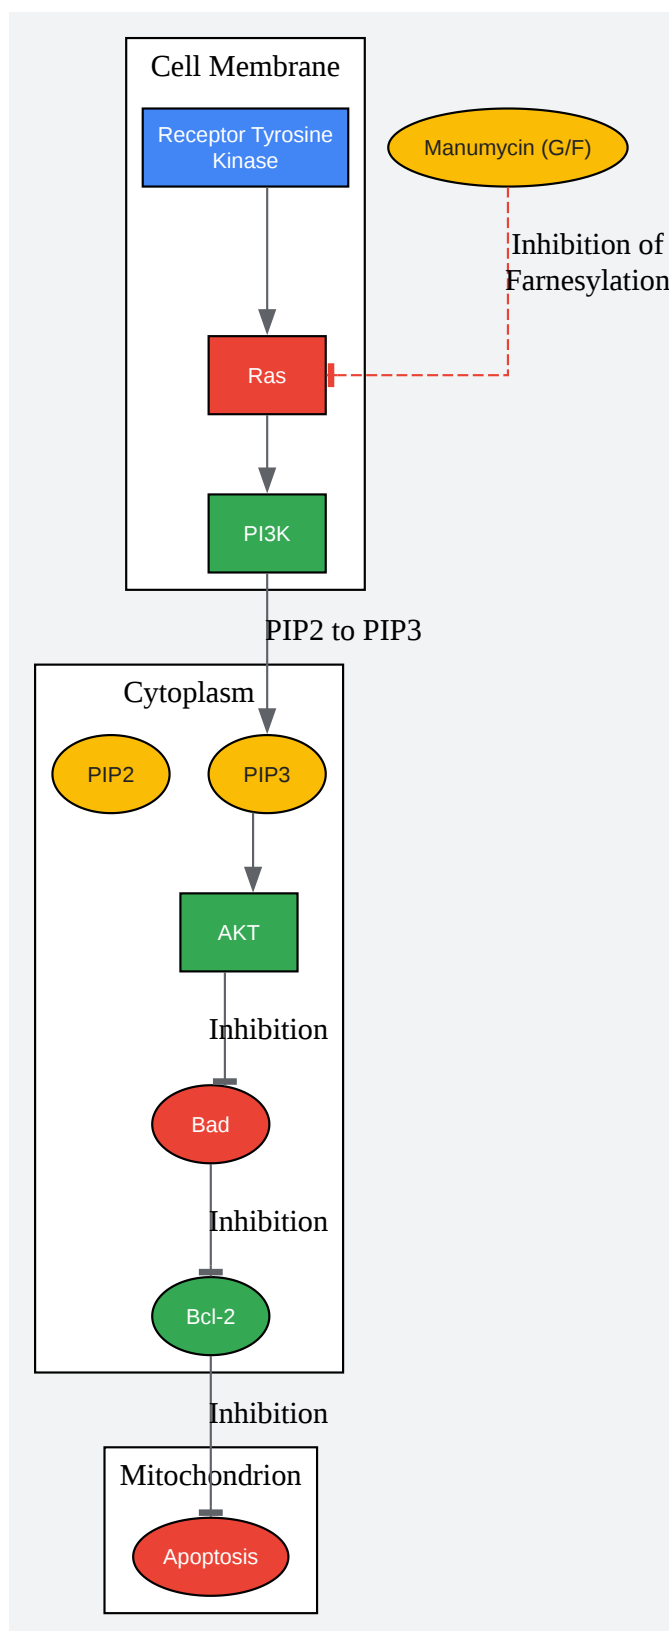 Cell Membrane
Receptor Tyrosine
Kinase
Manumycin (G/F)
Inhibition of
Farnesylation
Ras
PI3K
PIP2 to PIP3
Cytoplasm
PIP2
PIP3
AKT
Inhibition
Bad
Inhibition
Bcl-2
Inhibition
Mitochondrion
Apoptosis